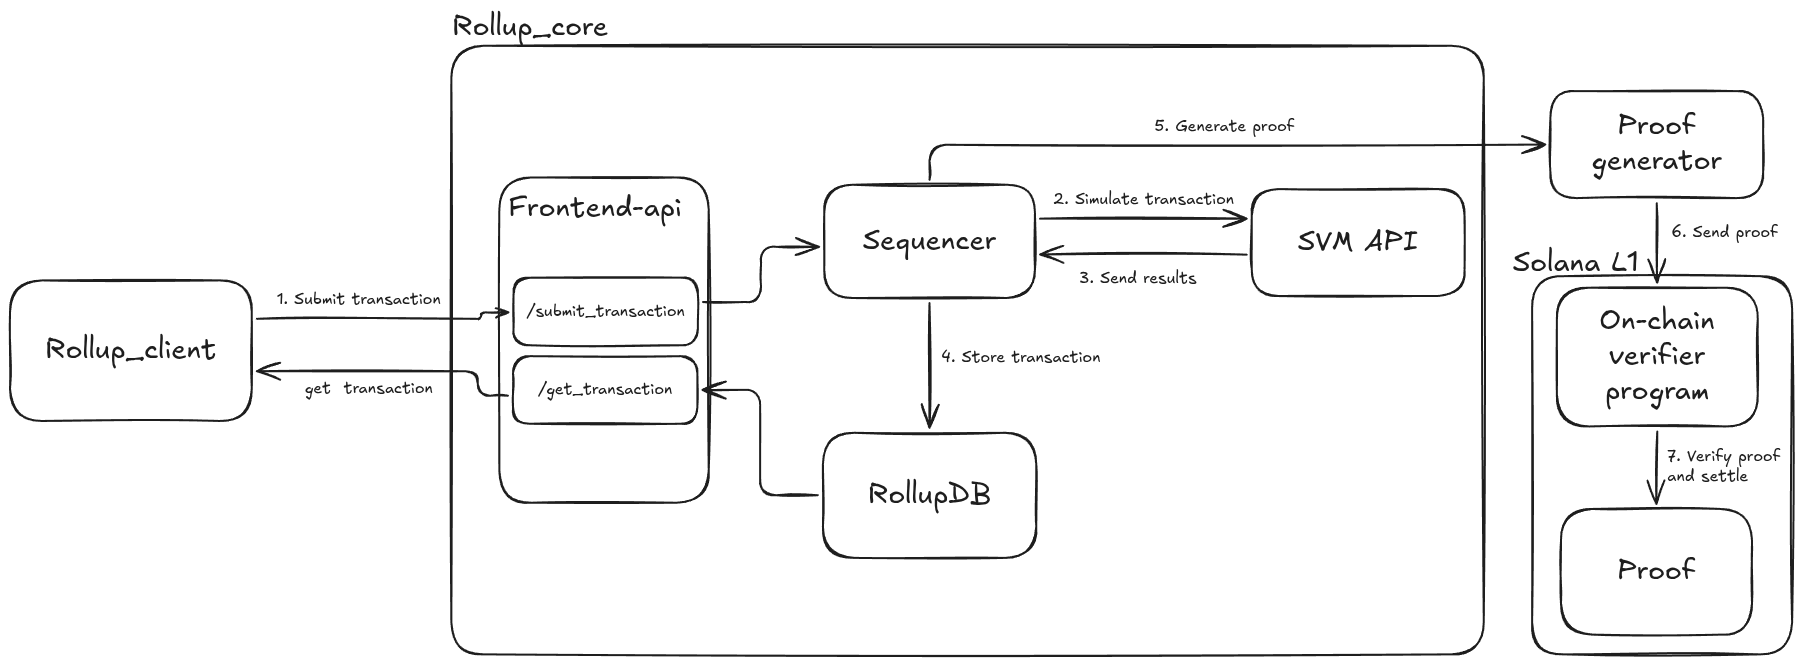 Rollup_core
5. Generate proof
Proof
generator
Frontend-api
2. Simulate transaction
Sequencer
SVM API
6. Send proof
3. Send results
Solana L1
1. Submit transaction
/submit_transaction
Rollup_client
On-chain
verifier
program
4. Store transaction
get transaction
/get_transaction
7. Verify proof
and settle
RollupDB
Proof